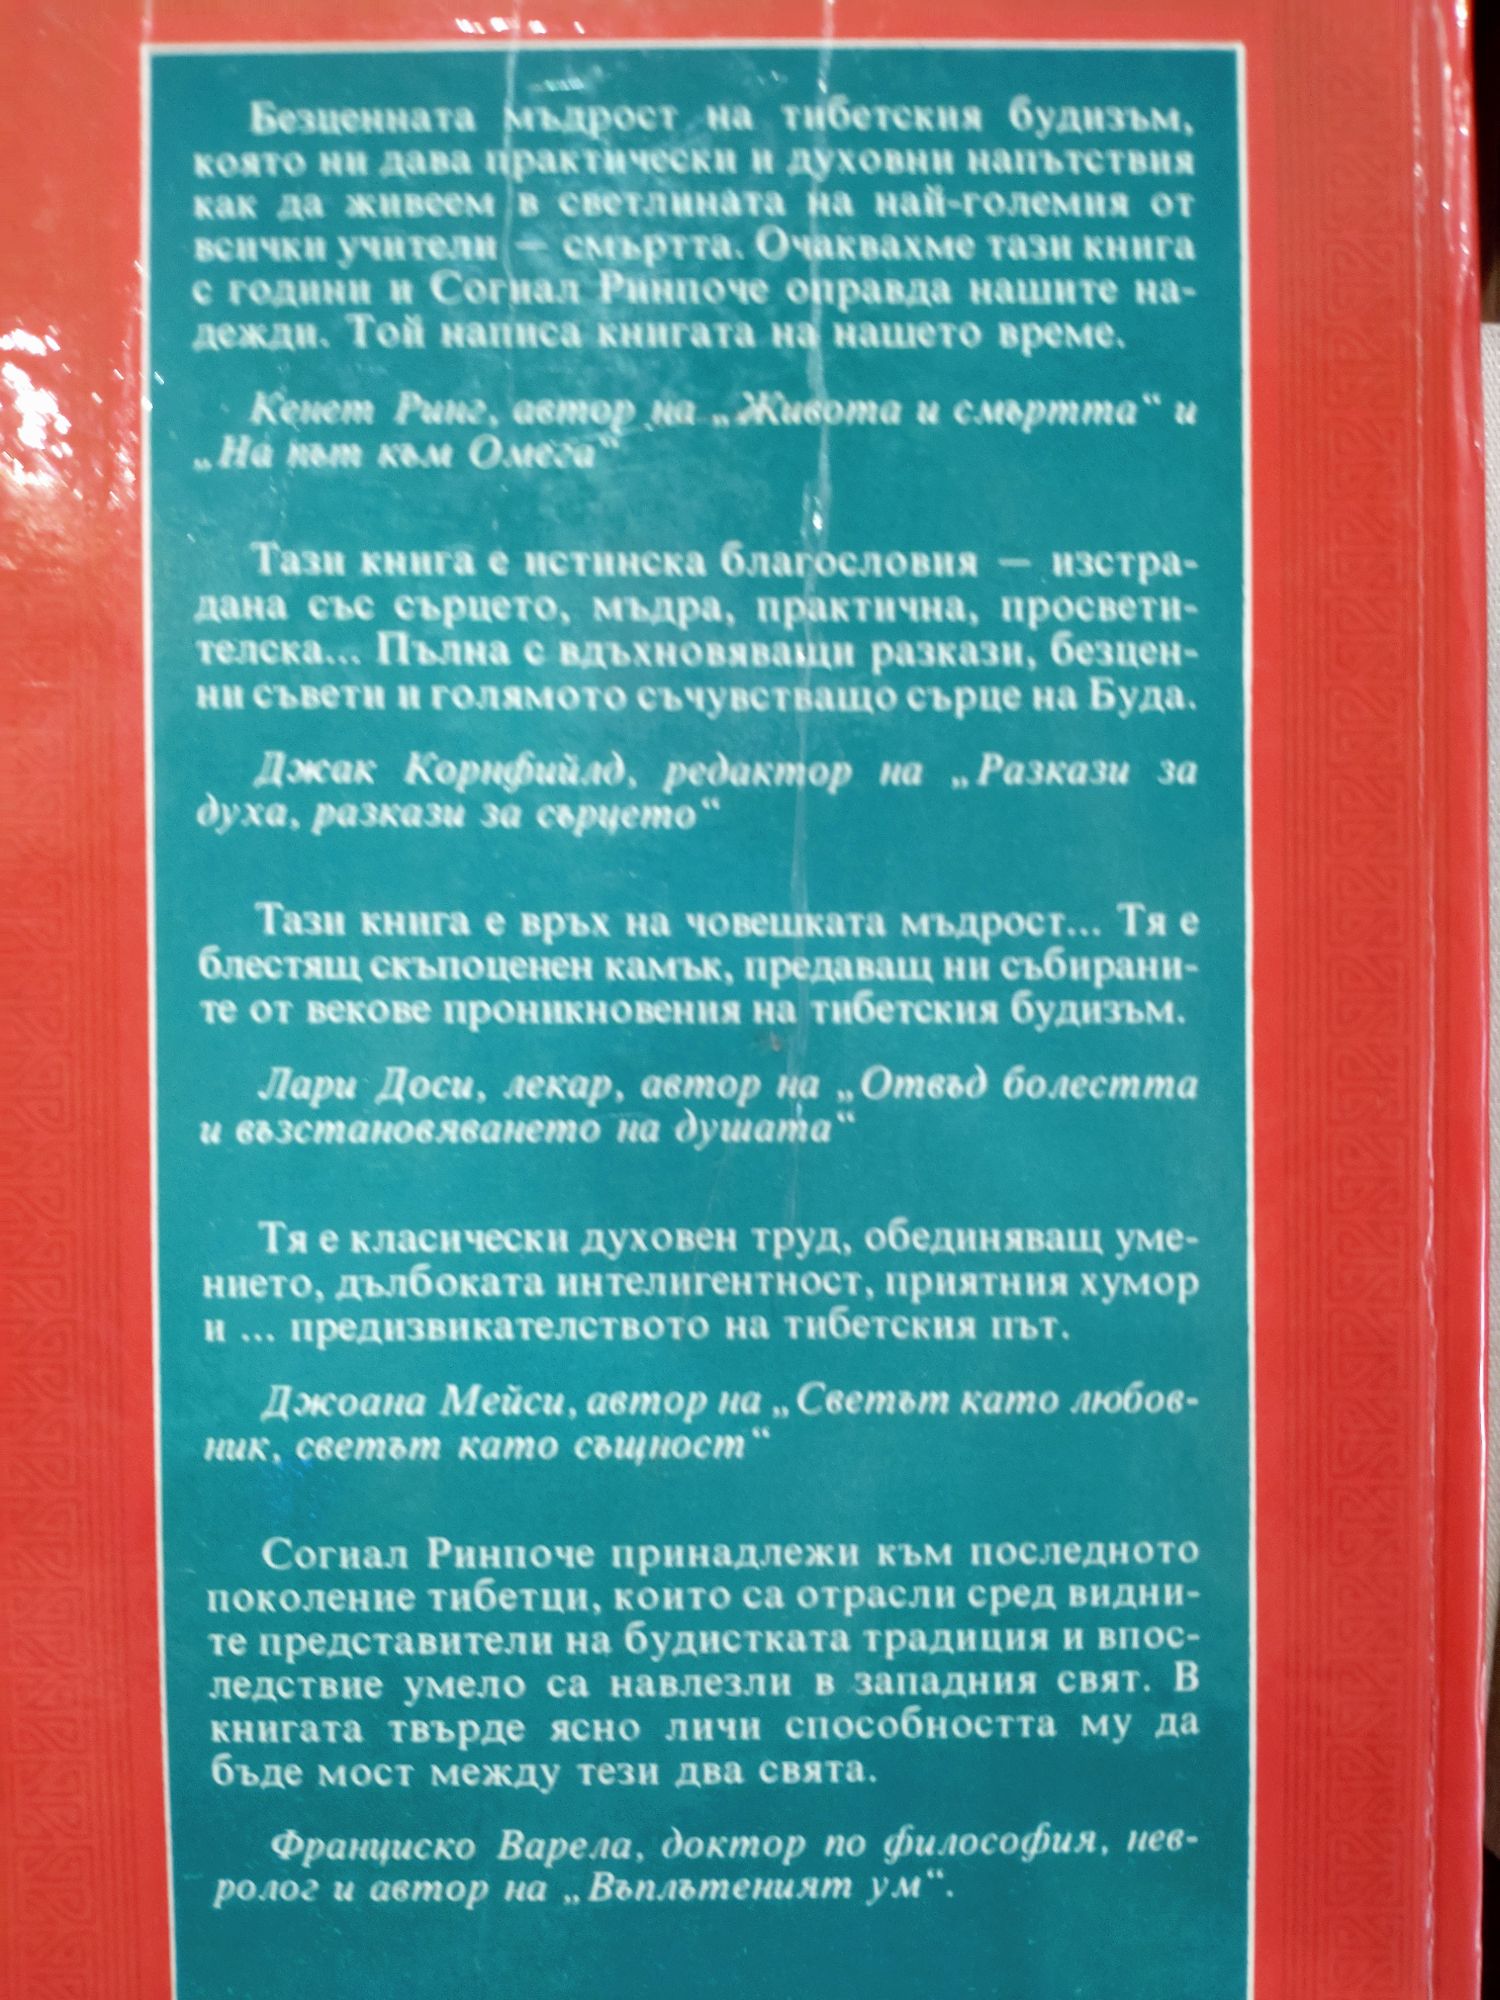 Безценната мъдрост на тибетския будизъм,
която ни дава практически и духовни напътствия
как да живеем в светлината на най-големия от
всички учители — смъртта. Очаквахме тази книга
с години и Согиал Ринпоче оправда нашите на-
дежди. Той написа книгата на нашето време.
Кенет Ринг, автор на „Живота и смъртта“ и
„На път към Омега“
Тази книга е истинска благословия — изстра-
дана със сърцето, мъдра, практична, просвети-
телска... Пълна с вдъхновяващи разкази, безцен-
ни съвети и голямото съчувстващо сърце на Буда.
Джак Корнфийлд, редактор на „Разкази за
духа, разкази за сърцето“
Тази книга е връх на човешката мъдрост... Тя е
блестящ скъпоценен камък, предаващ ни събирани-
те от векове проникновения на тибетския будизъм.
Лари Доси, лекар, автор на „Отвъд болестта
и възстановяването на душата“
Тя е класически духовен труд, обединяващ уме-
нието, дълбоката интелигентност, приятния хумор
и ... предизвикателството на тибетския път.
Джоана Мейси, автор на „Светът като любов-
ник, светът като същност“
Согиал Ринпоче принадлежи към последното
поколение тибетци, които са отрасли сред видни-
те представители на будистката традиция и впос-
ледствие умело са навлезли в западния свят. В
книгата твърде ясно личи способността му да
бъде мост между тези два свята.
Франциско Варела, доктор по философия, нев-
ролог и автор на „Въплътеният ум“.